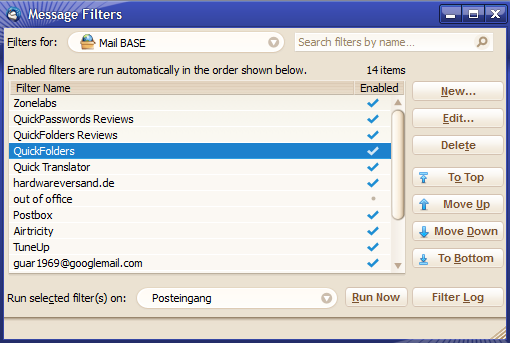 Message Filters
Filters for: Mail BASE Search filters by name...
Enabled filters are run automatically in the order shown below. 14 items
Filter Name Enabled
Zonelabs
QuickPasswords Reviews
QuickFolders Reviews
QuickFolders
Quick Translator
hardwareversand.de
out of office
Postbox
Airtricity
TuneUp
guar1969@googlemail.com
New...
Edit...
Delete
To Top
Move Up
Move Down
To Bottom
Run selected filter(s) on: Posteingang Run Now Filter Log